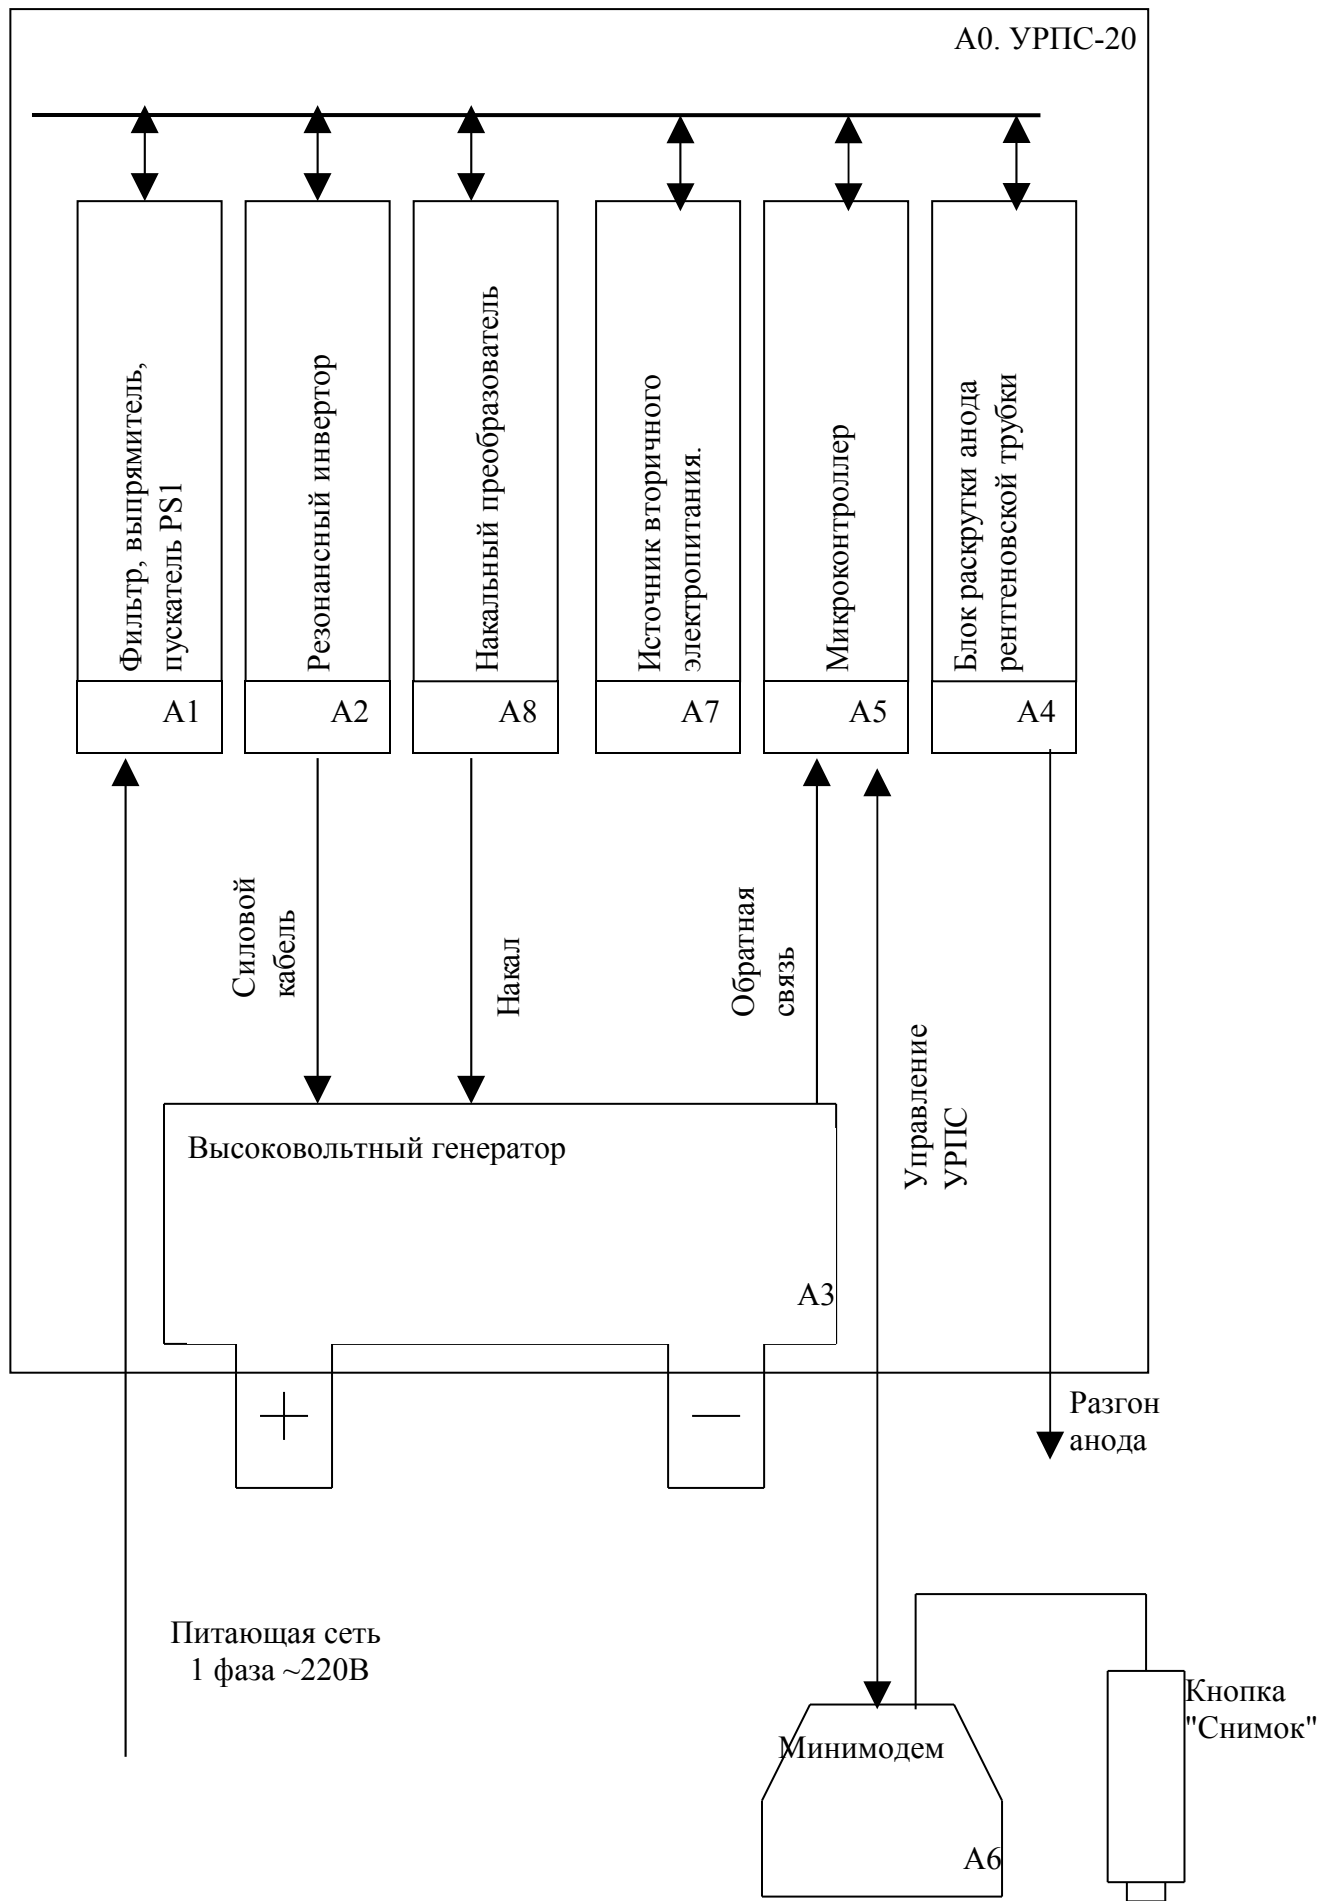 А0. УРПС-20
Фильтр, выпрямитель,
пускатель PS1
Резонансный инвертор
Накальный преобразователь
Источник вторичного
электропитания.
Микроконтроллер
Блок раскрутки анода
рентгеновской трубки
А1
А2
А8
А7
А5
А4
Силовой
кабель
Накал
Обратная
связь
Управление
УРПС
Высоковольтный генератор
А3
Разгон
анода
Питающая сеть
1 фаза ~220В
Кнопка
"Снимок"
Минимодем
А6